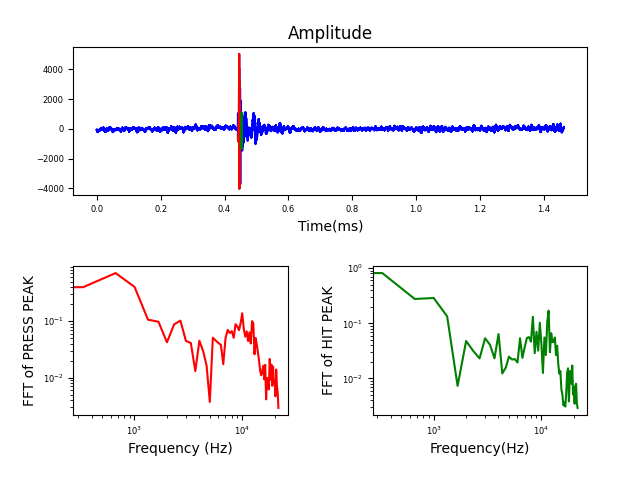 Amplitude
4000
2000
0
−2000
−4000
0.0 0.2 0.4 0.6 0.8 1.0 1.2 1.4
Time(ms)
FFT of PRESS PEAK
10⁻¹
10⁻²
10³ 10⁴
Frequency (Hz)
FFT of HIT PEAK
10⁰
10⁻¹
10⁻²
10³ 10⁴
Frequency(Hz)